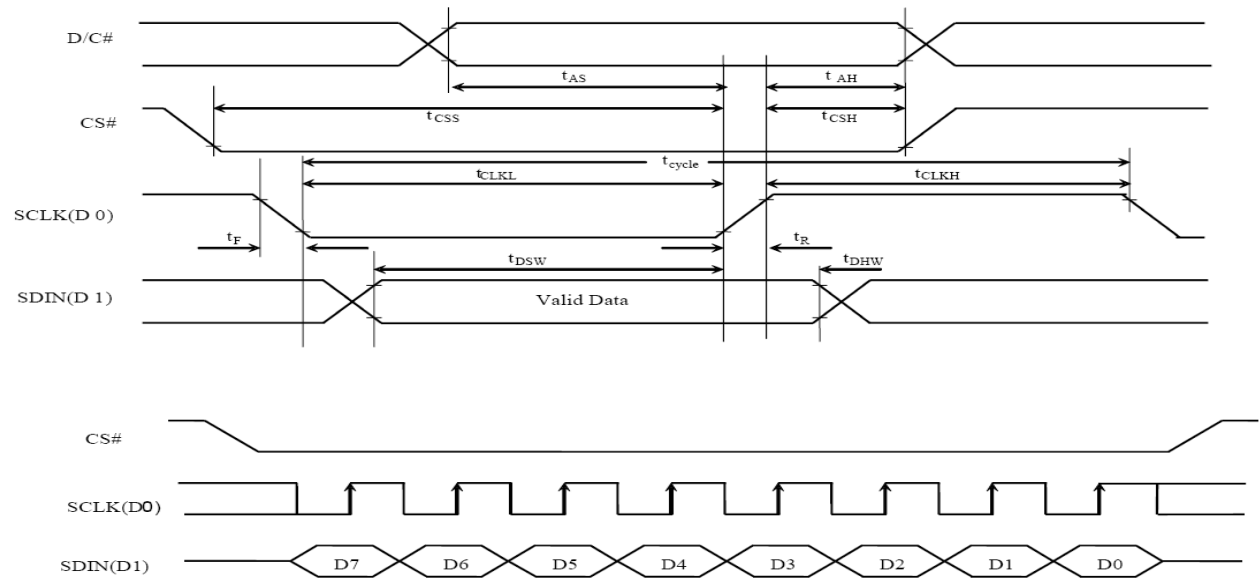 D/C#
tAS
t AH
CS#
tCSS
tCSH
tcycle
tCLKL
tCLKH
SCLK(D 0)
tF
tR
tDSW
tDHW
SDIN(D 1)
Valid Data
CS#
SCLK(D0)
SDIN(D1)
D7 D6 D5 D4 D3 D2 D1 D0